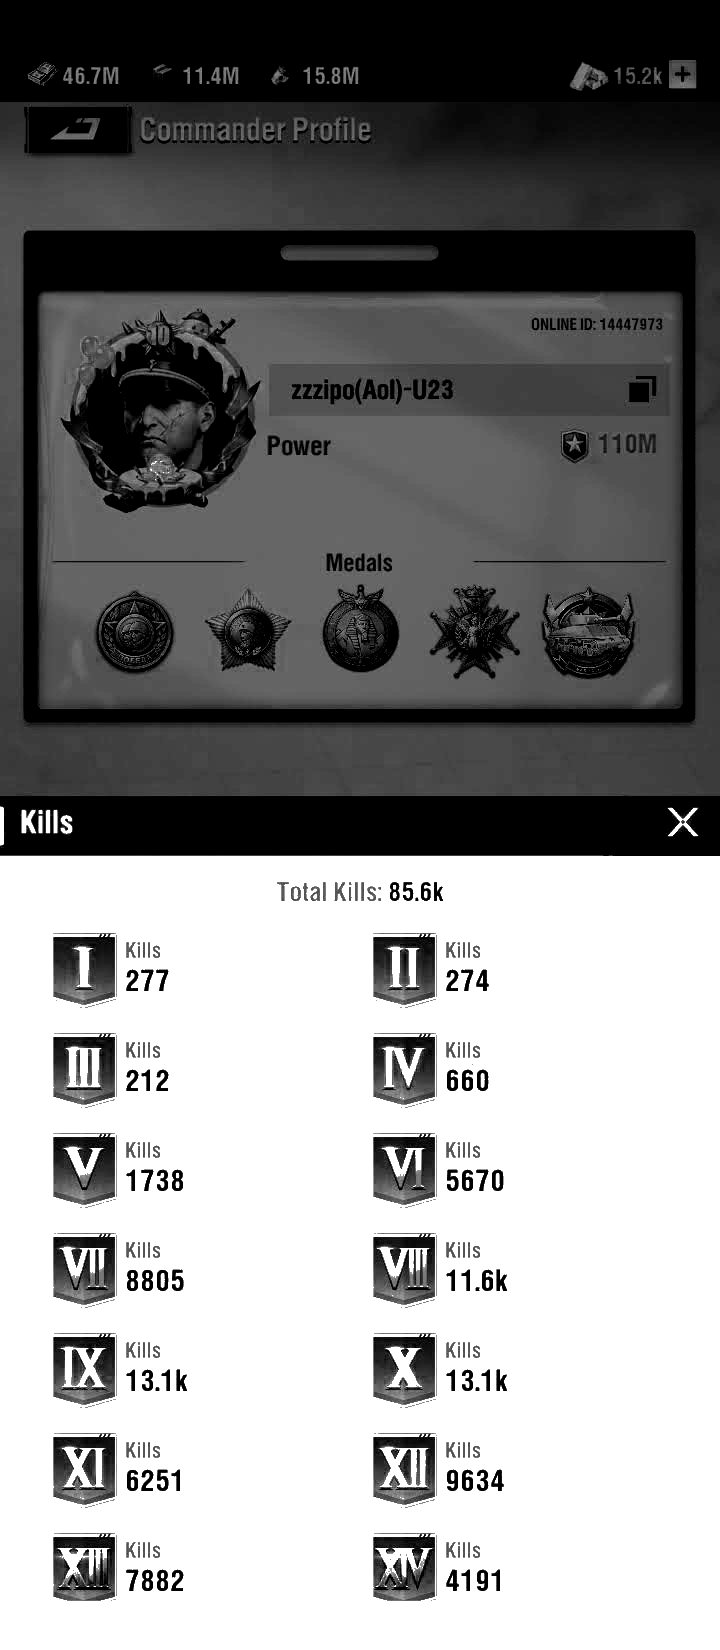 46.7M 11.4M 15.8M 15.2k
Commander Profile
10
ONLINE ID: 14447973
zzzipo(AoI)-U23
Power 110M
Medals
Kills
Total Kills: 85.6k
I Kills 277
II Kills 274
III Kills 212
IV Kills 660
V Kills 1738
VI Kills 5670
VII Kills 8805
VIII Kills 11.6k
IX Kills 13.1k
X Kills 13.1k
XI Kills 6251
XII Kills 9634
XIII Kills 7882
XIV Kills 4191